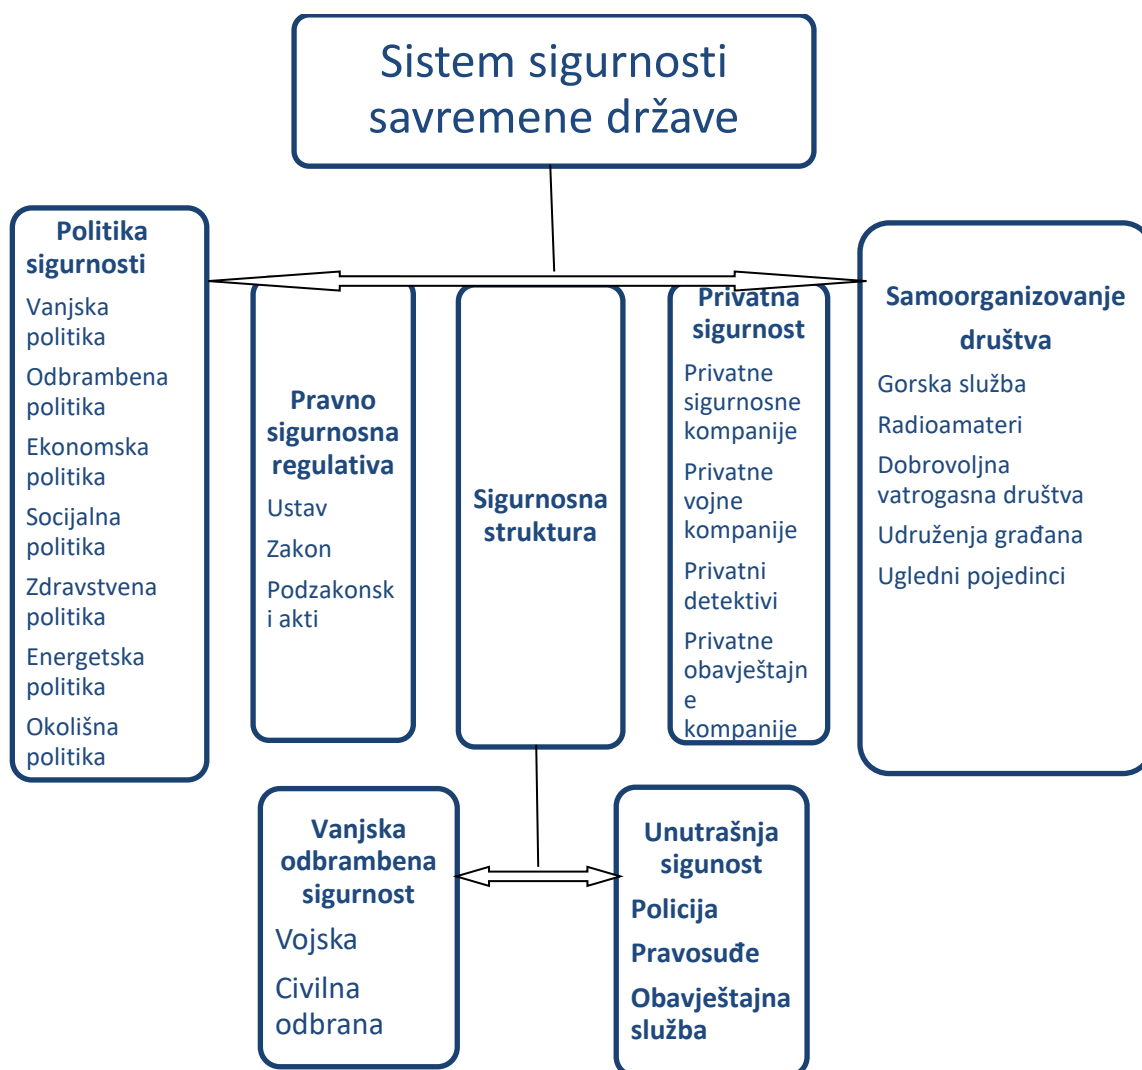 Sistem sigurnosti
savremene države
Politika
sigurnosti
Vanjska
politika
Odbrambena
politika
Ekonomska
politika
Socijalna
politika
Zdravstvena
politika
Energetska
politika
Okolišna
politika
Pravno
sigurnosna
regulativa
Ustav
Zakon
Podzakonsk
i akti
Sigurnosna
struktura
Privatna
sigurnost
Privatne
sigurnosne
kompanije
Privatne
vojne
kompanije
Privatni
detektivi
Privatne
obavještajn
e
kompanije
Samoorganizovanje
društva
Gorska služba
Radioamateri
Dobrovoljna
vatrogasna društva
Udruženja građana
Ugledni pojedinci
Vanjska
odbrambena
sigurnost
Vojska
Civilna
odbrana
Unutrašnja
sigunost
Policija
Pravosuđe
Obavještajna
služba